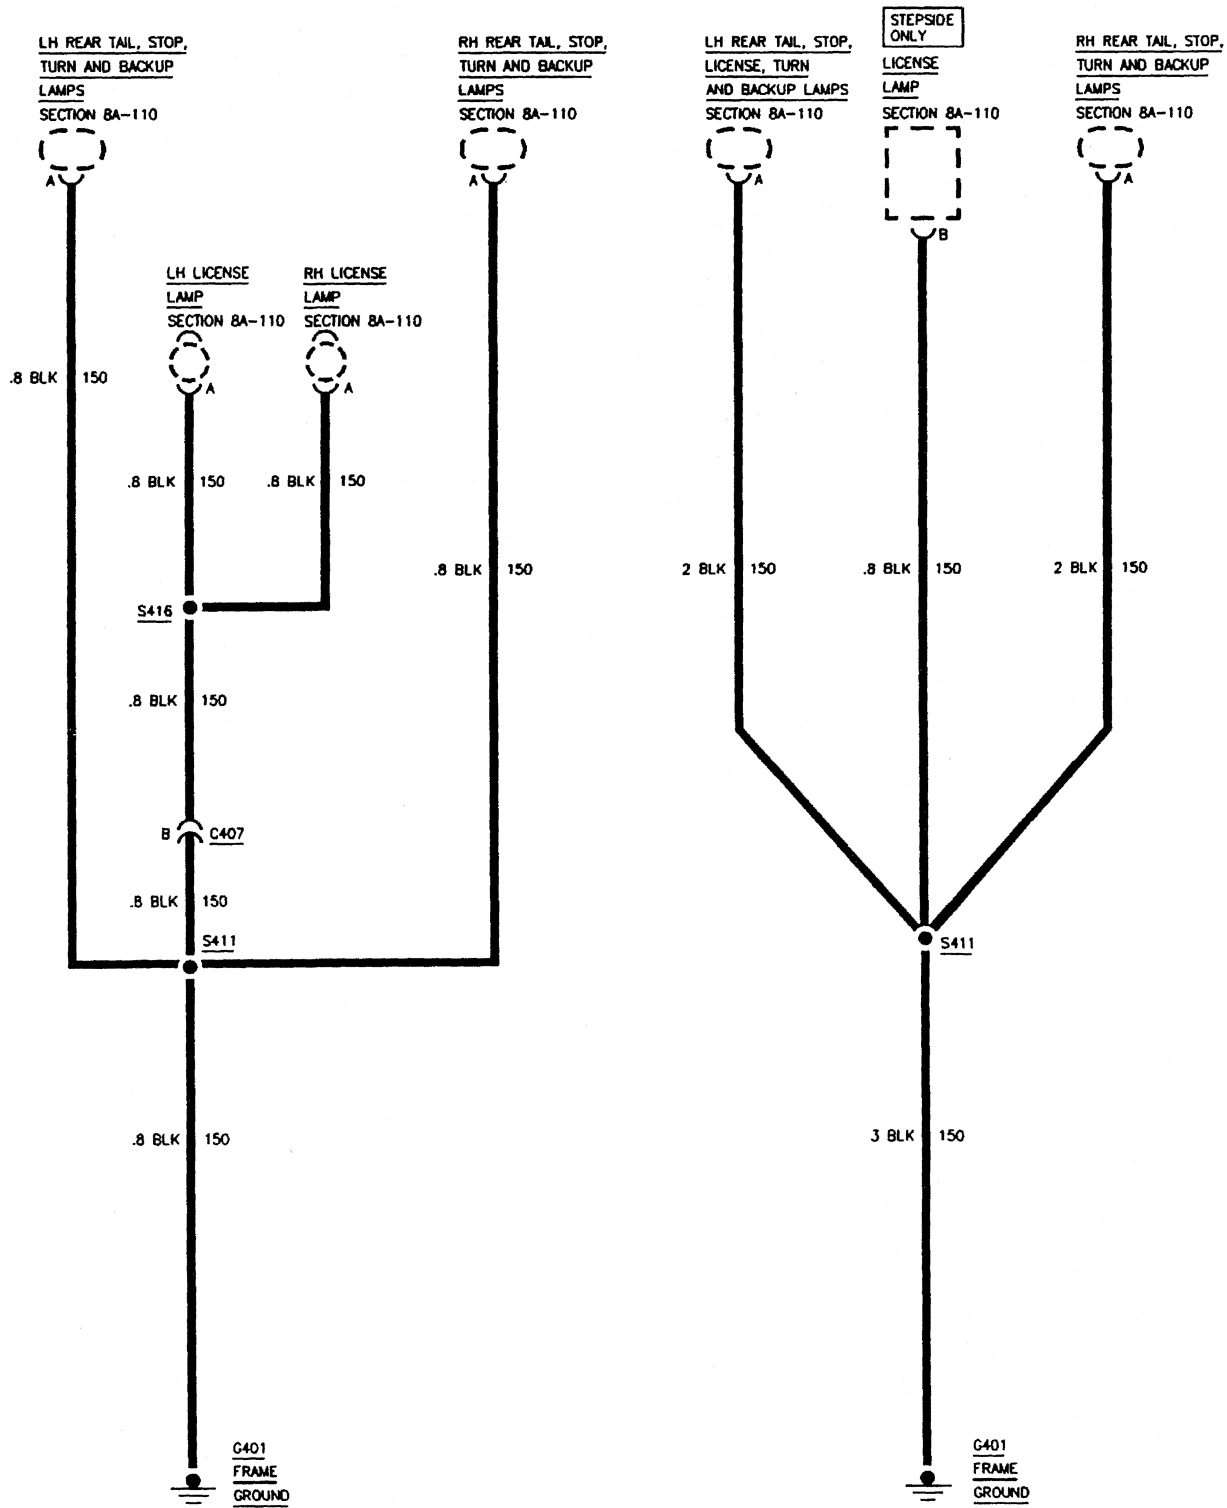 LH REAR TAIL, STOP,
TURN AND BACKUP
LAMPS
SECTION 8A-110
A
RH REAR TAIL, STOP,
TURN AND BACKUP
LAMPS
SECTION 8A-110
A
LH LICENSE
LAMP
SECTION 8A-110
A
RH LICENSE
LAMP
SECTION 8A-110
A
.8 BLK 150
.8 BLK 150
.8 BLK 150
.8 BLK 150
S416
.8 BLK 150
B C407
.8 BLK 150
S411
.8 BLK 150
G401
FRAME
GROUND
LH REAR TAIL, STOP,
LICENSE, TURN
AND BACKUP LAMPS
SECTION 8A-110
A
STEPSIDE
ONLY
LICENSE
LAMP
SECTION 8A-110
B
RH REAR TAIL, STOP,
TURN AND BACKUP
LAMPS
SECTION 8A-110
A
2 BLK 150
.8 BLK 150
2 BLK 150
S411
3 BLK 150
G401
FRAME
GROUND